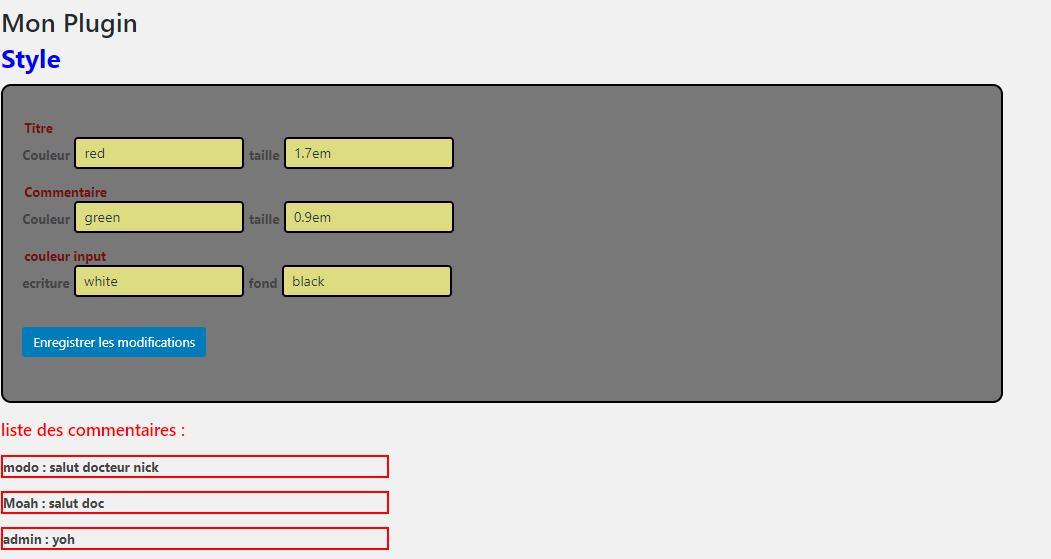 Mon Plugin
Style
Titre
Couleur red taille 1.7em
Commentaire
Couleur green taille 0.9em
couleur input
ecriture white fond black
Enregistrer les modifications
liste des commentaires :
modo : salut docteur nick
Moah : salut doc
admin : yoh